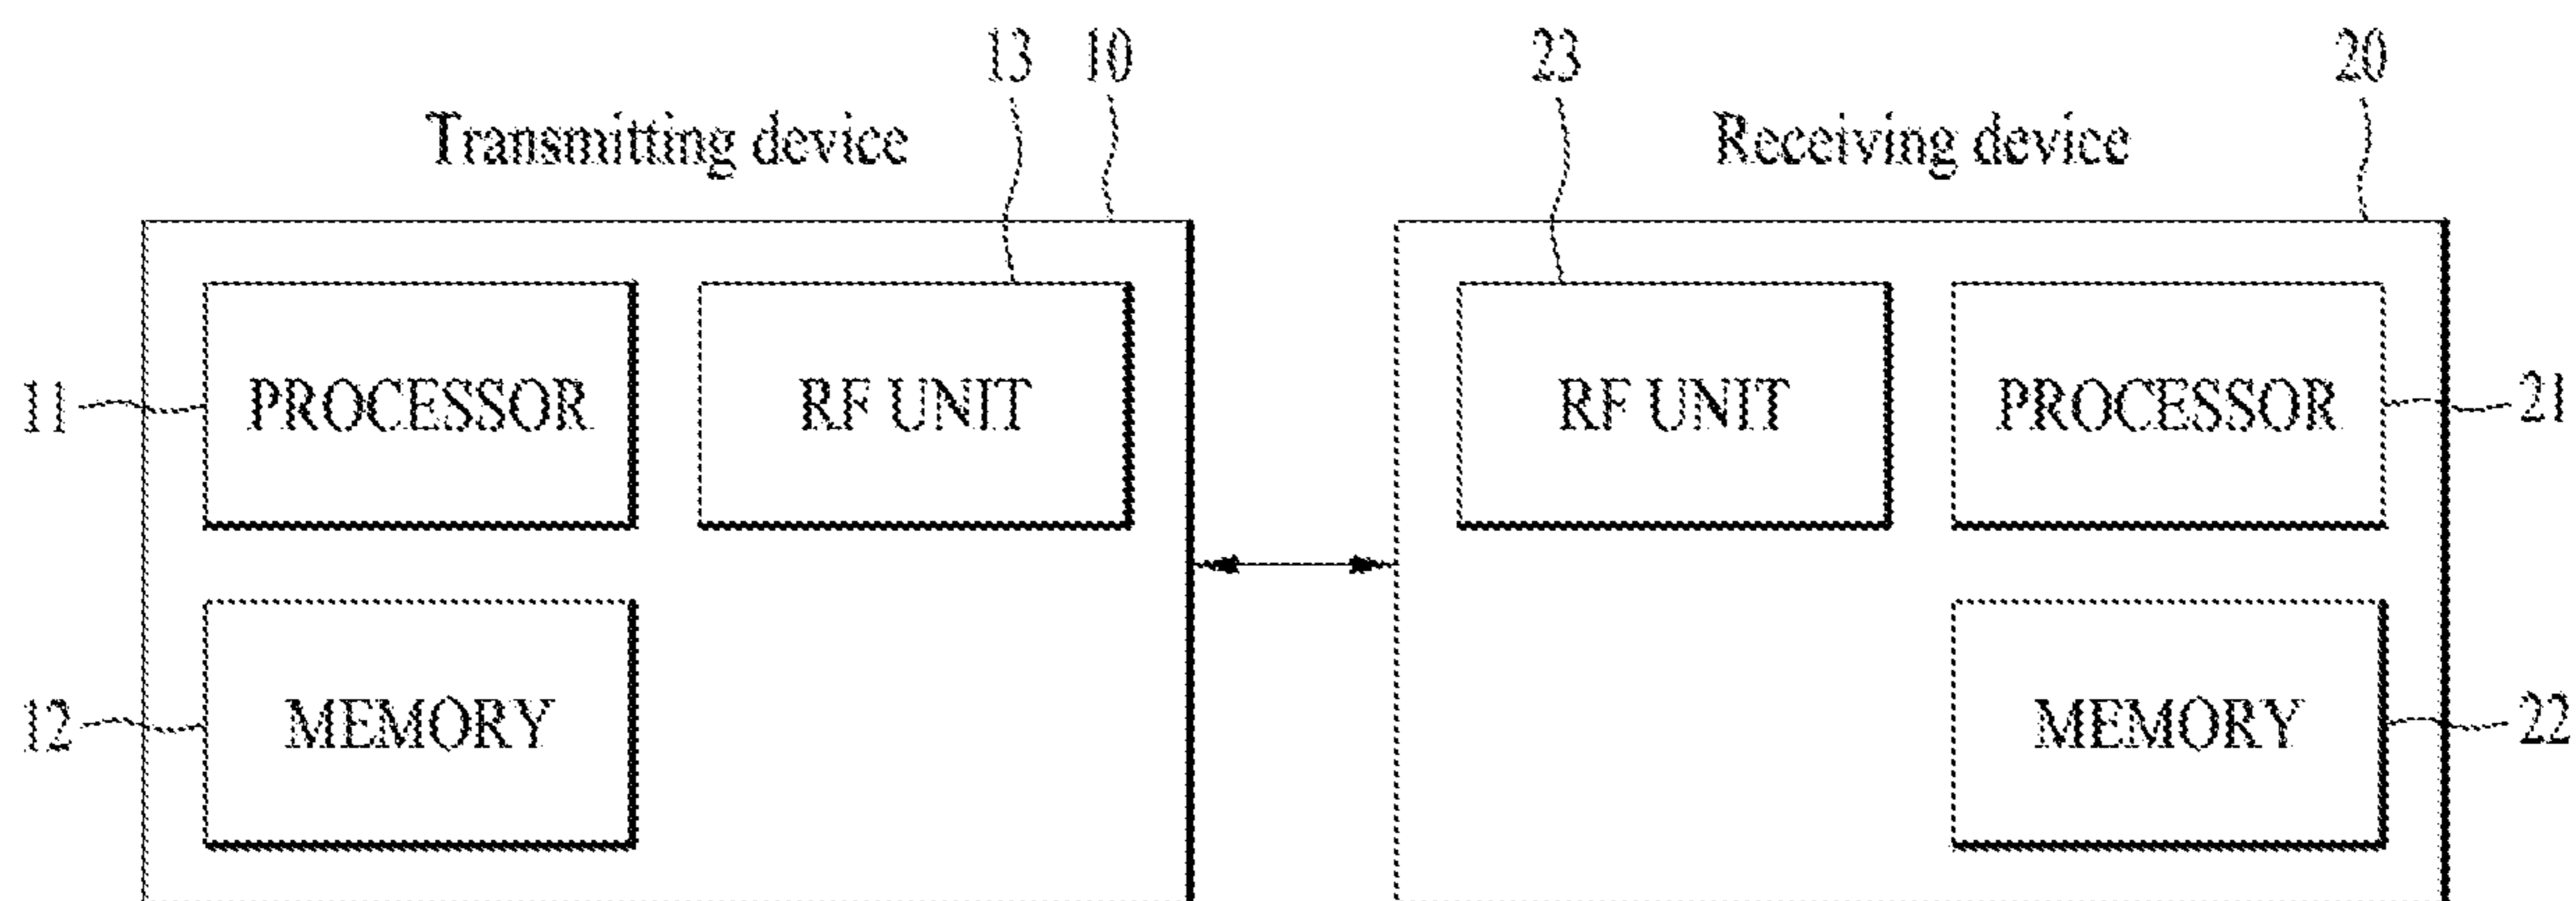 13 10 23 20
Transmitting device Receiving device
11 PROCESSOR RF UNIT RF UNIT PROCESSOR 21
12 MEMORY MEMORY 22